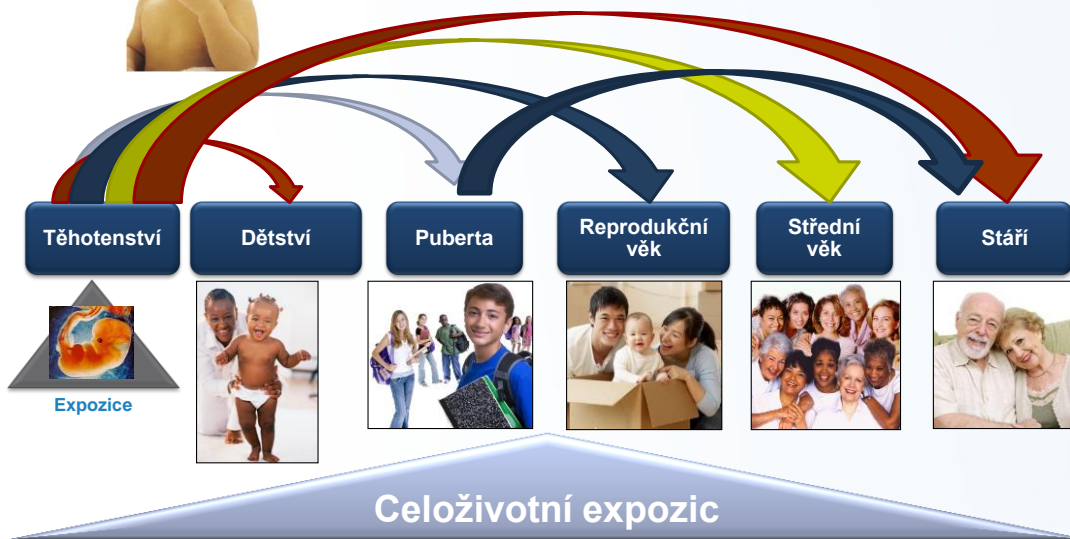 Těhotenství
Dětství
Puberta
Reprodukční
věk
Střední
věk
Stáří
Expozice
Celoživotní expozic